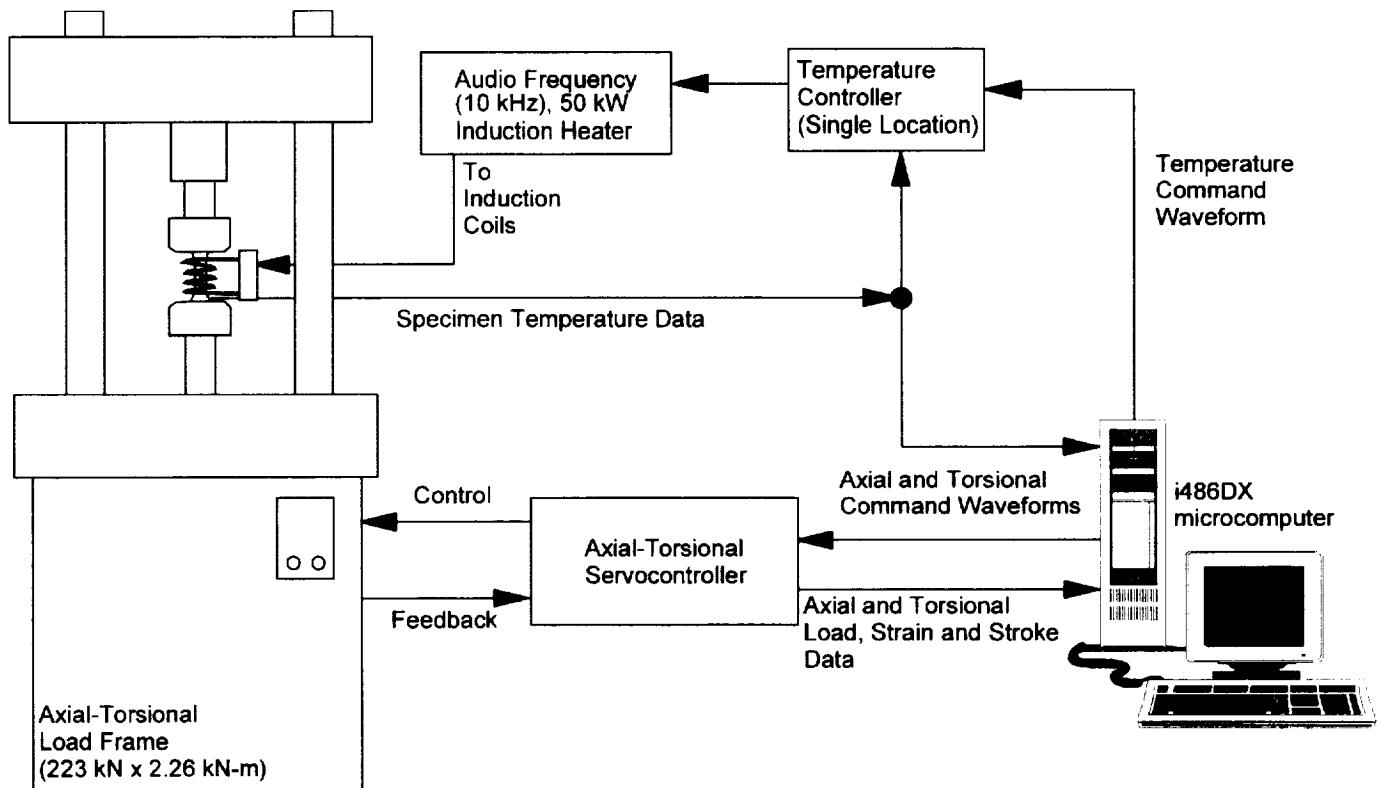 Audio Frequency
(10 kHz), 50 kW
Induction Heater
Temperature
Controller
(Single Location)
To
Induction
Coils
Temperature
Command
Waveform
Specimen Temperature Data
Control
Feedback
Axial-Torsional
Servocontroller
Axial and Torsional
Command Waveforms
Axial and Torsional
Load, Strain and Stroke
Data
i486DX
microcomputer
Axial-Torsional
Load Frame
(223 kN x 2.26 kN-m)